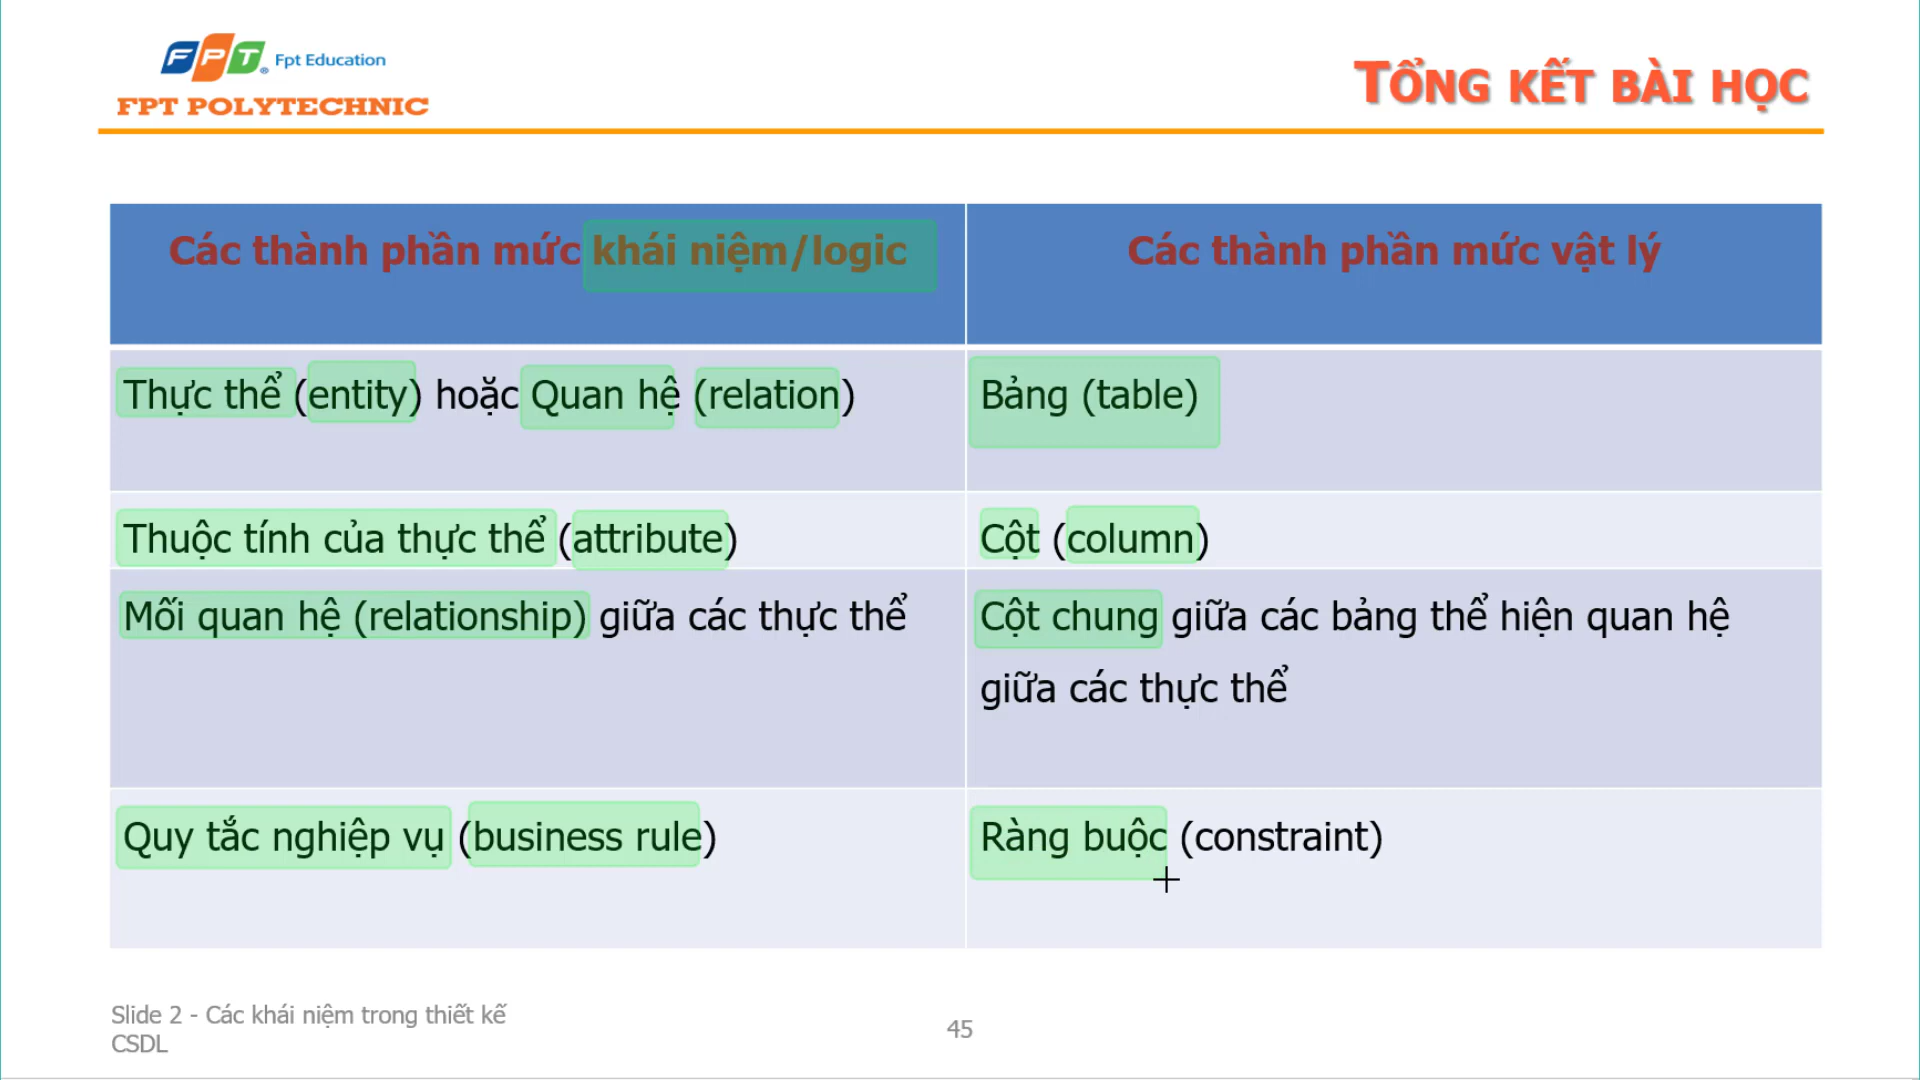 FPT Fpt Education
FPT POLYTECHNIC
TỔNG KẾT BÀI HỌC
Các thành phần mức khái niệm/logic
Các thành phần mức vật lý
Thực thể (entity) hoặc Quan hệ (relation)
Bảng (table)
Thuộc tính của thực thể (attribute)
Cột (column)
Mối quan hệ (relationship) giữa các thực thể
Cột chung giữa các bảng thể hiện quan hệ
giữa các thực thể
Quy tắc nghiệp vụ (business rule)
Ràng buộc (constraint)
Slide 2 - Các khái niệm trong thiết kế
CSDL
45